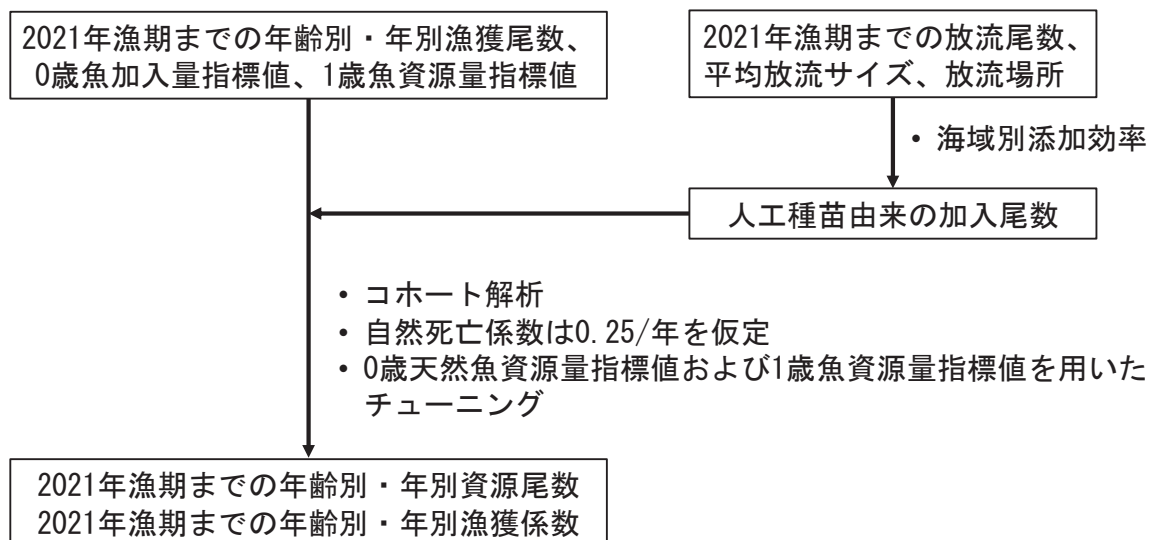 2021年漁期までの年齢別・年別漁獲尾数、
0歳魚加入量指標値、1歳魚資源量指標値
2021年漁期までの放流尾数、
平均放流サイズ、放流場所
• 海域別添加効率
人工種苗由来の加入尾数
• コホート解析
• 自然死亡係数は0.25/年を仮定
• 0歳天然魚資源量指標値および1歳魚資源量指標値を用いた
チューニング
2021年漁期までの年齢別・年別資源尾数
2021年漁期までの年齢別・年別漁獲係数